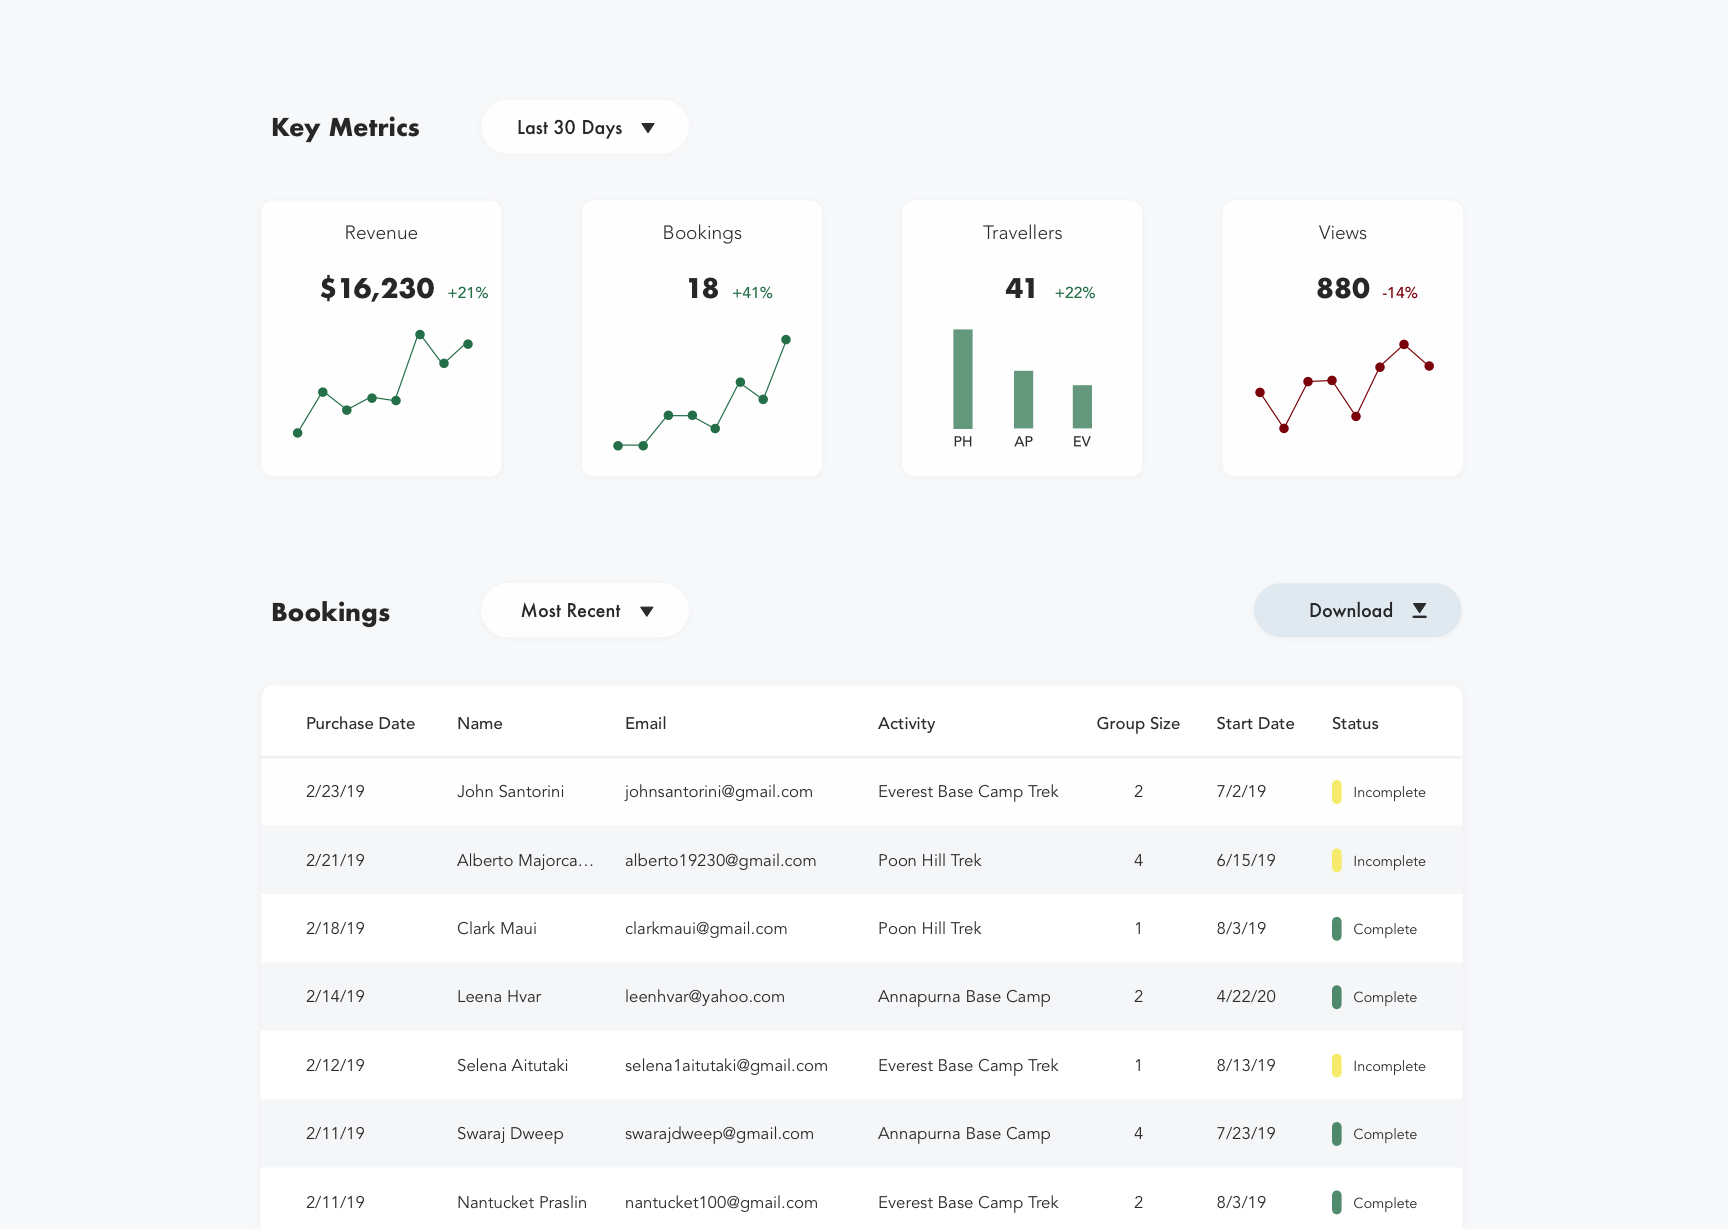 Key Metrics
Last 30 Days
Revenue
$16,230 +21%
Bookings
18 +41%
Travellers
41 +22%
PH AP EV
Views
880 -14%
Bookings
Most Recent
Download
Purchase Date Name Email Activity Group Size Start Date Status
2/23/19 John Santorini johnsantorini@gmail.com Everest Base Camp Trek 2 7/2/19 Incomplete
2/21/19 Alberto Majorca... alberto19230@gmail.com Poon Hill Trek 4 6/15/19 Incomplete
2/18/19 Clark Maui clarkmaui@gmail.com Poon Hill Trek 1 8/3/19 Complete
2/14/19 Leena Hvar leenhvar@yahoo.com Annapurna Base Camp 2 4/22/20 Complete
2/12/19 Selena Aitutaki selena1aitutaki@gmail.com Everest Base Camp Trek 1 8/13/19 Incomplete
2/11/19 Swaraj Dweep swarajdweep@gmail.com Annapurna Base Camp 4 7/23/19 Complete
2/11/19 Nantucket Praslin nantucket100@gmail.com Everest Base Camp Trek 2 8/3/19 Complete